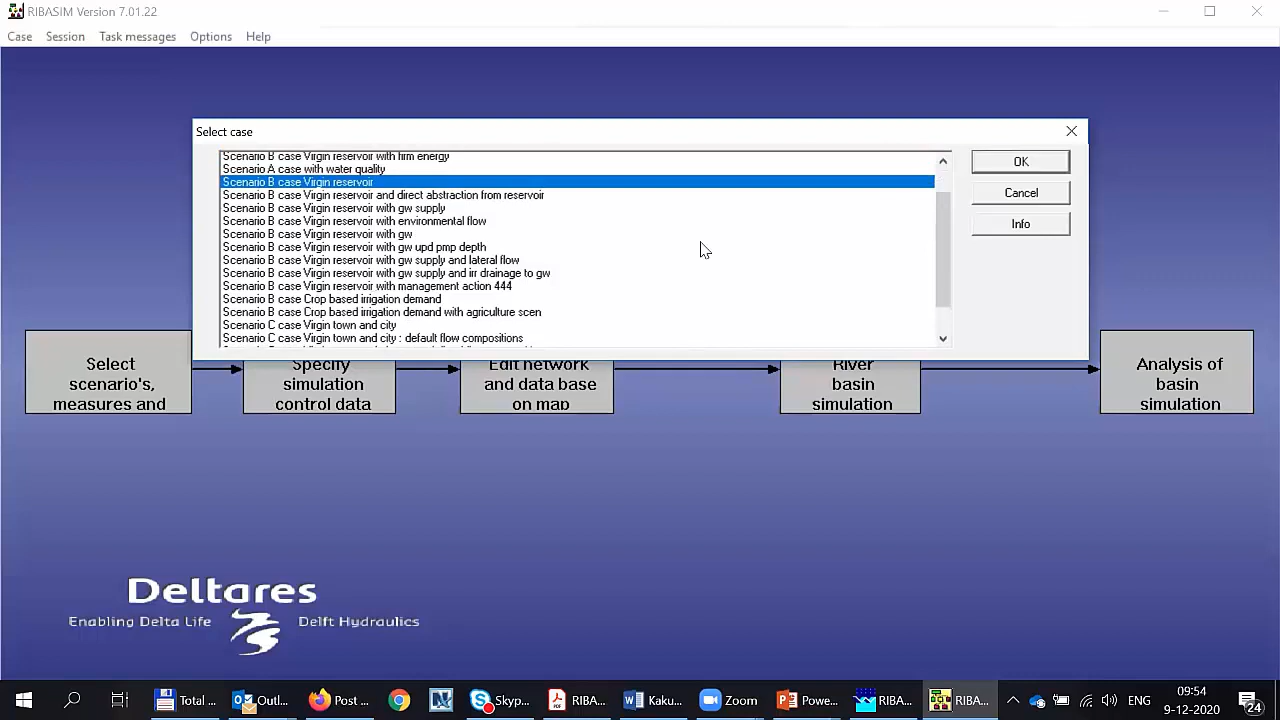 RIBASIM Version 7.01.22
Case Session Task messages Options Help
Select case
Scenario B case Virgin reservoir with firm energy
Scenario A case with water quality
Scenario B case Virgin reservoir
Scenario B case Virgin reservoir and direct abstraction from reservoir
Scenario B case Virgin reservoir with gw supply
Scenario B case Virgin reservoir with environmental flow
Scenario B case Virgin reservoir with gw
Scenario B case Virgin reservoir with gw upd pmp depth
Scenario B case Virgin reservoir with gw supply and lateral flow
Scenario B case Virgin reservoir with gw supply and irr drainage to gw
Scenario B case Virgin reservoir with management action 444
Scenario B case Crop based irrigation demand
Scenario B case Crop based irrigation demand with agriculture scen
Scenario C case Virgin town and city
Scenario C case Virgin town and city : default flow compositions
OK
Cancel
Info
Select
scenario's,
measures and
Specify
simulation
control data
Edit network
and data base
on map
River
basin
simulation
Analysis of
basin
simulation
Deltares
Enabling Delta Life
Delft Hydraulics
Total ...
Outl...
Post ...
Skyp...
RIBA...
Kaku...
Zoom
Powe...
RIBA...
RIBA...
ENG
09:54
9-12-2020
24